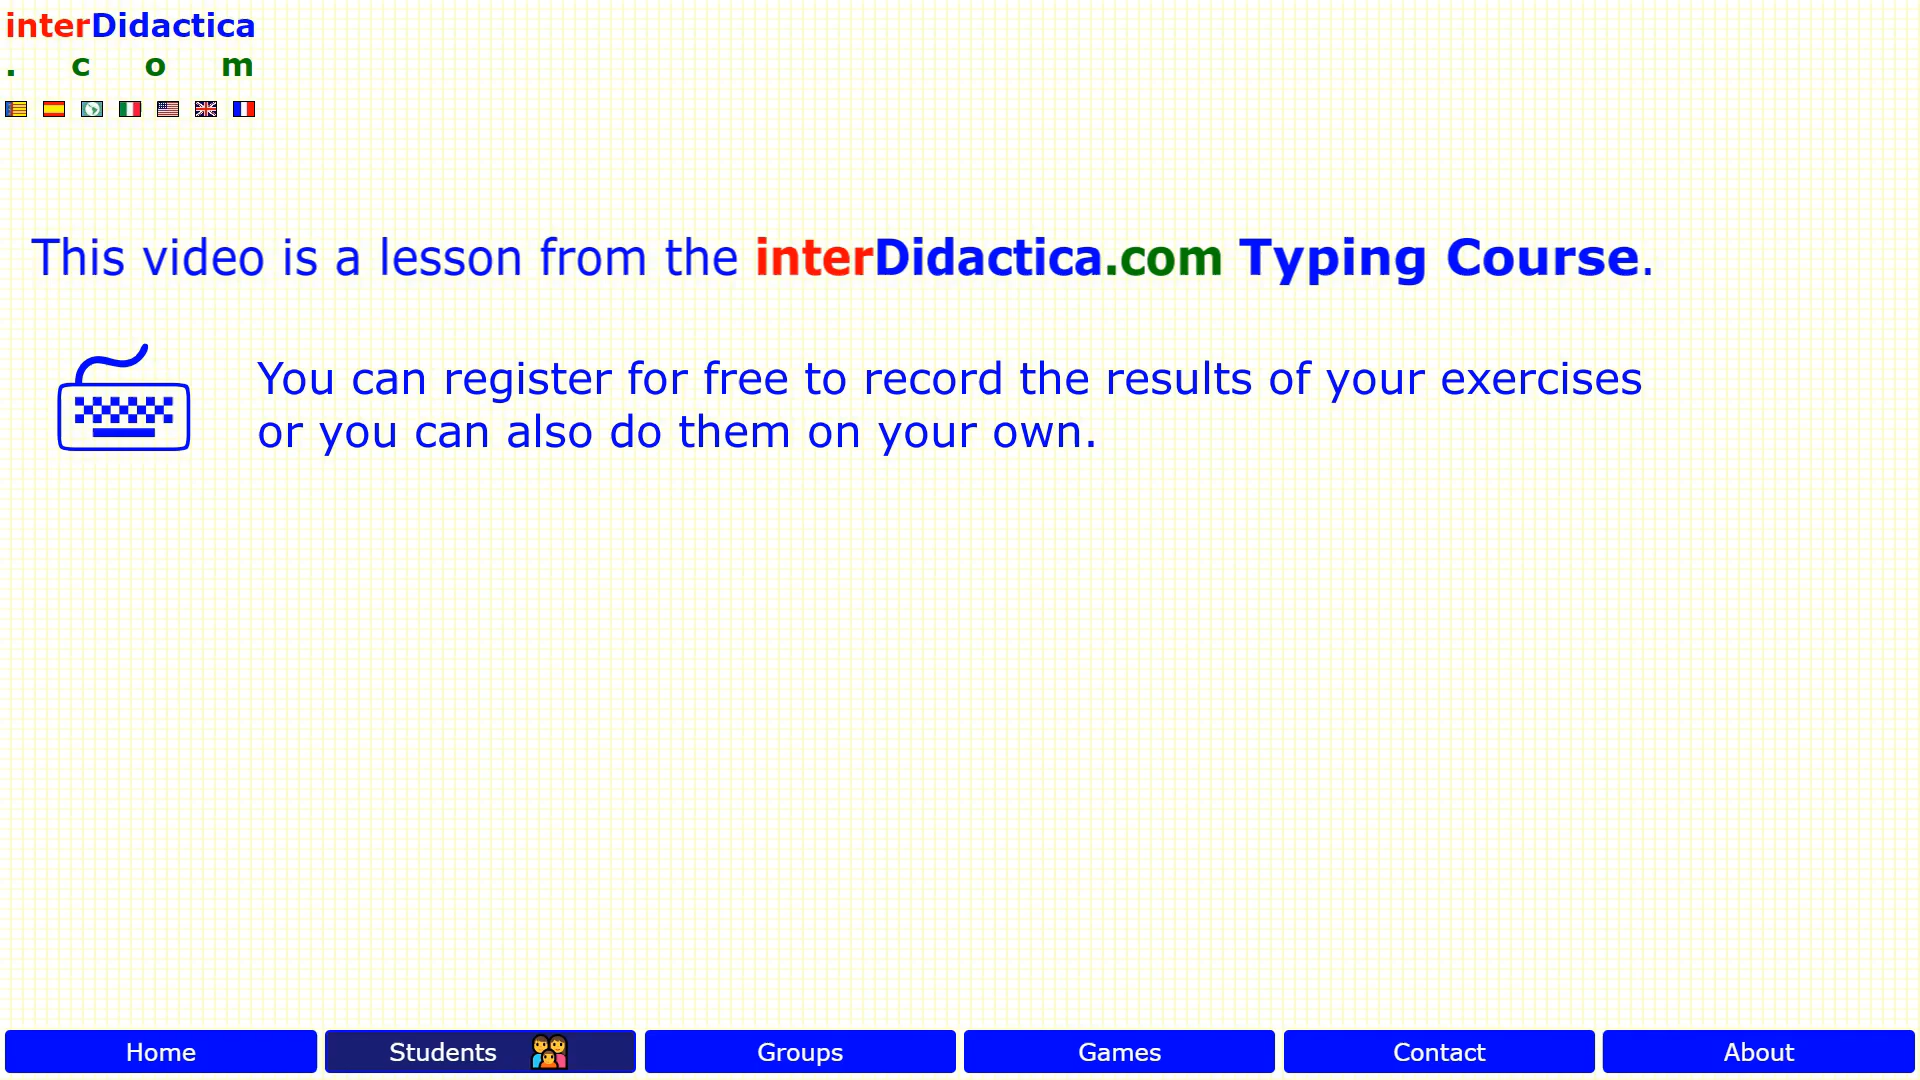 interDidactica
. c o m
This video is a lesson from the interDidactica.com Typing Course.
You can register for free to record the results of your exercises
or you can also do them on your own.
Home
Students
Groups
Games
Contact
About